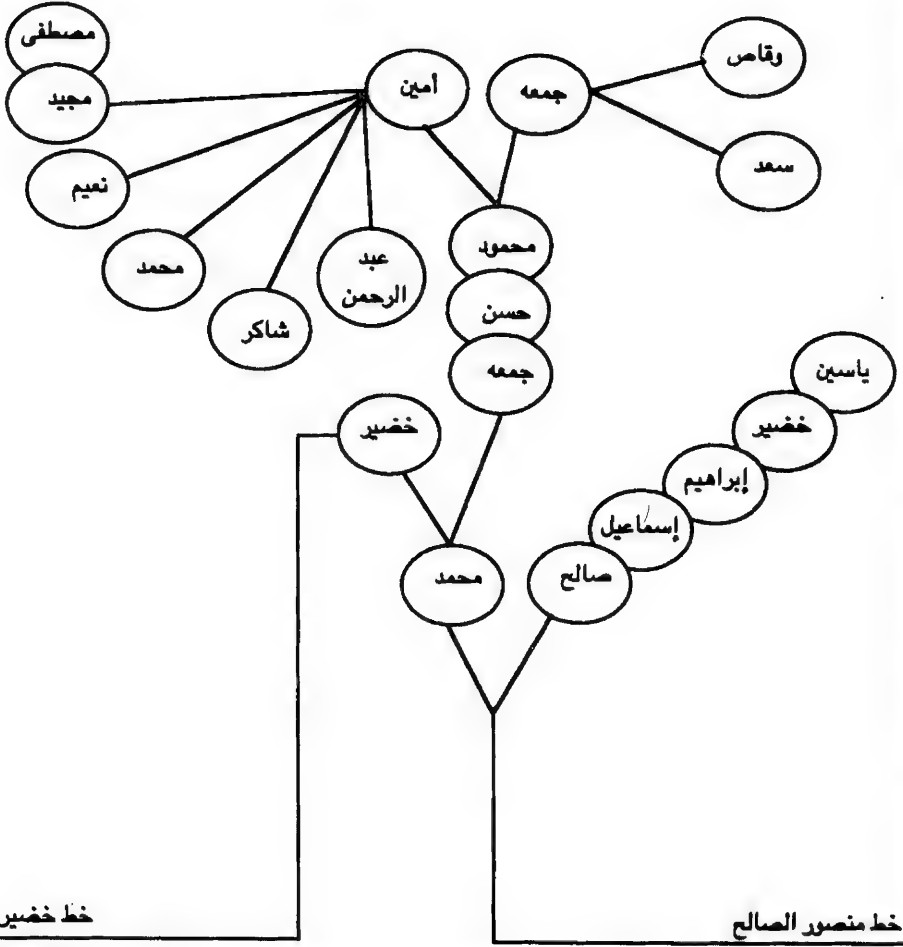 مصطفى
وقاص
أمين
جمعه
مجيد
سعد
نعيم
محمود
عبد
الرحمن
محمد
حسن
شاكر
جمعه
ياسين
خضير
خضير
إبراهيم
إسماعيل
محمد
صالح
خط خضير
خط منصور الصالح